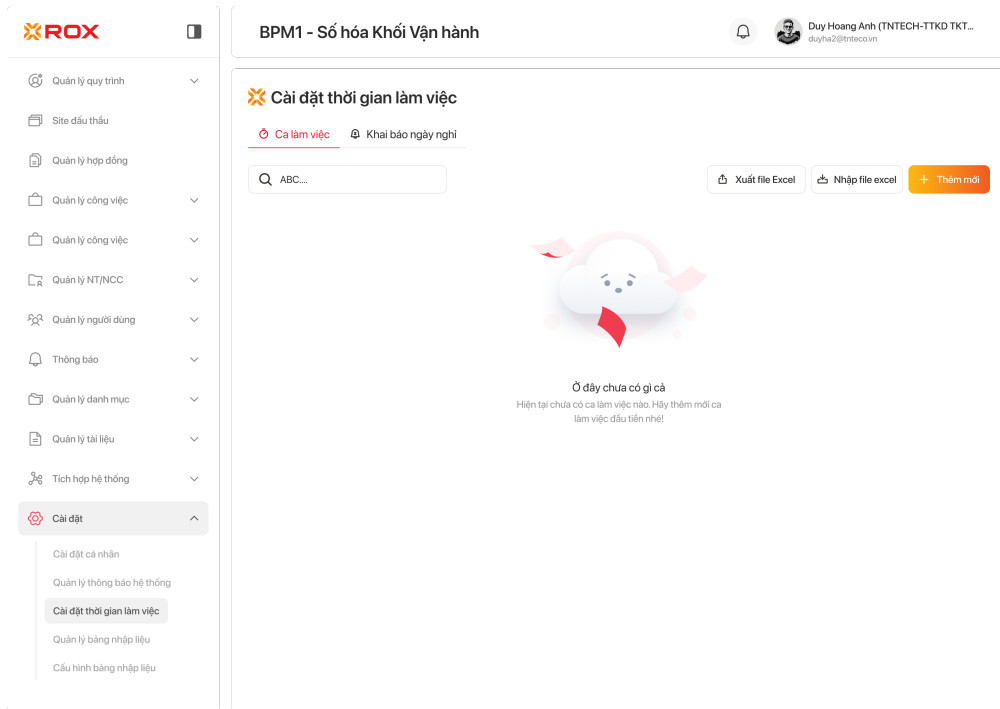 ROX
BPM1 - Số hóa Khối Vận hành
Duy Hoang Anh (TNTECH-TTKD TKT...
duyha2@tnteco.vn
Quản lý quy trình
Site đấu thầu
Quản lý hợp đồng
Quản lý công việc
Quản lý công việc
Quản lý NT/NCC
Quản lý người dùng
Thông báo
Quản lý danh mục
Quản lý tài liệu
Tích hợp hệ thống
Cài đặt
Cài đặt cá nhân
Quản lý thông báo hệ thống
Cài đặt thời gian làm việc
Quản lý bảng nhập liệu
Cấu hình bảng nhập liệu
Cài đặt thời gian làm việc
Ca làm việc
Khai báo ngày nghỉ
ABC....
Xuất file Excel
Nhập file excel
Thêm mới
Ở đây chưa có gì cả
Hiện tại chưa có ca làm việc nào. Hãy thêm mới ca
làm việc đầu tiền nhé!